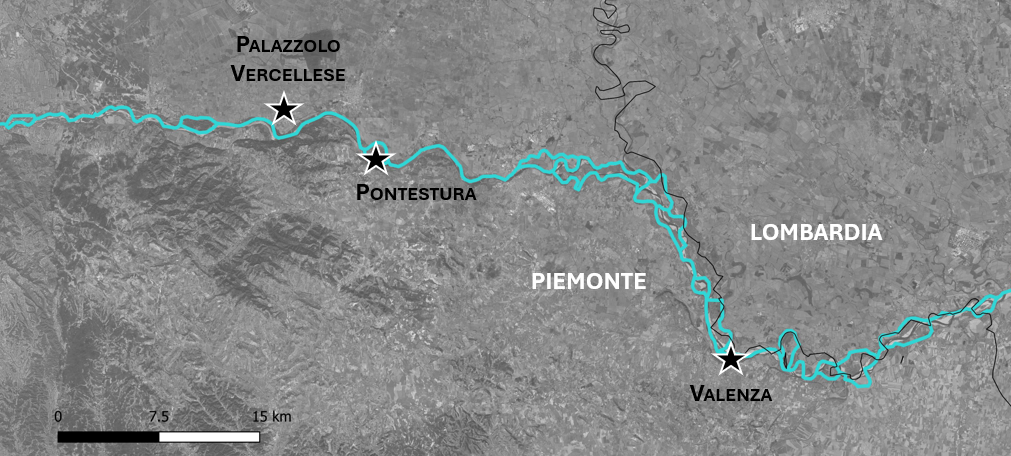 PALAZZOLO
VERCELLESE
PONTESTURA
LOMBARDIA
PIEMONTE
VALENZA
0 7.5 15 km